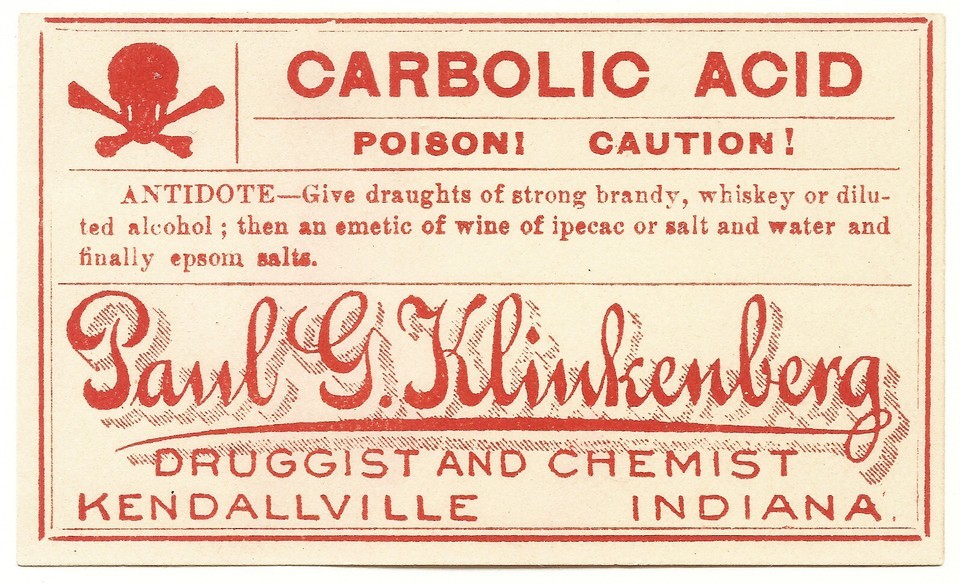 CARBOLIC ACID
POISON! CAUTION!
ANTIDOTE—Give draughts of strong brandy, whiskey or dilu-
ted alcohol; then an emetic of wine of ipecac or salt and water and
finally epsom salts.
Paul G. Klinkenberg
DRUGGIST AND CHEMIST
KENDALLVILLE INDIANA.